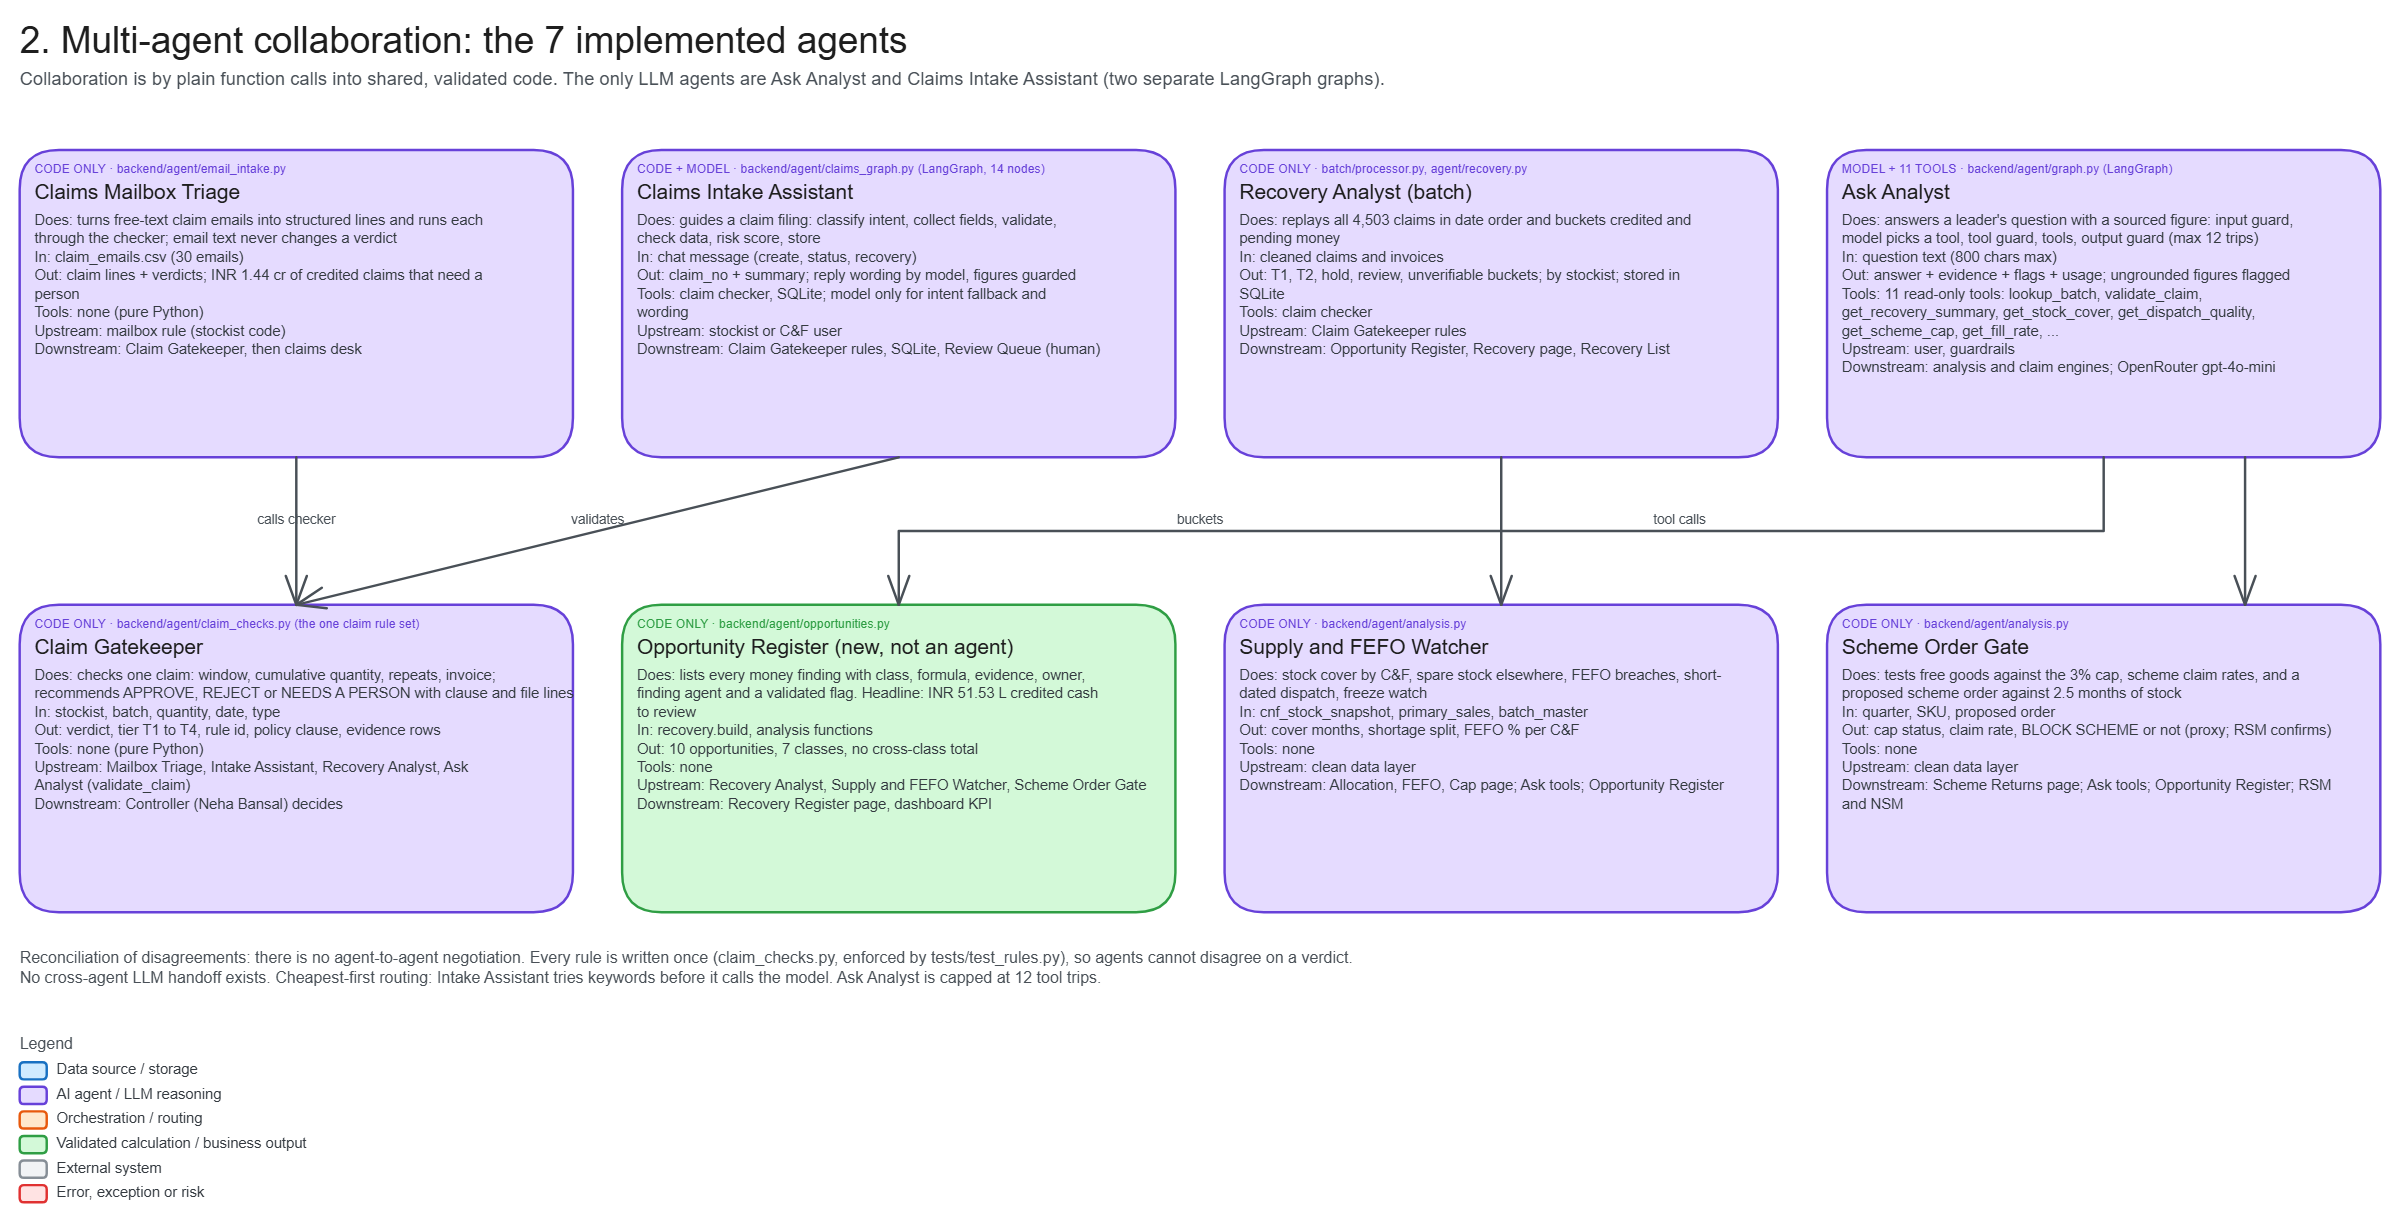 2. Multi-agent collaboration: the 7 implemented agents
Collaboration is by plain function calls into shared, validated code. The only LLM agents are Ask Analyst and Claims Intake Assistant (two separate LangGraph graphs).
CODE ONLY · backend/agent/email_intake.py
Claims Mailbox Triage
Does: turns free-text claim emails into structured lines and runs each
through the checker; email text never changes a verdict
In: claim_emails.csv (30 emails)
Out: claim lines + verdicts; INR 1.44 cr of credited claims that need a
person
Tools: none (pure Python)
Upstream: mailbox rule (stockist code)
Downstream: Claim Gatekeeper, then claims desk
CODE + MODEL · backend/agent/claims_graph.py (LangGraph, 14 nodes)
Claims Intake Assistant
Does: guides a claim filing: classify intent, collect fields, validate,
check data, risk score, store
In: chat message (create, status, recovery)
Out: claim_no + summary; reply wording by model, figures guarded
Tools: claim checker, SQLite; model only for intent fallback and
wording
Upstream: stockist or C&F user
Downstream: Claim Gatekeeper rules, SQLite, Review Queue (human)
CODE ONLY · batch/processor.py, agent/recovery.py
Recovery Analyst (batch)
Does: replays all 4,503 claims in date order and buckets credited and
pending money
In: cleaned claims and invoices
Out: T1, T2, hold, review, unverifiable buckets; by stockist; stored in
SQLite
Tools: claim checker
Upstream: Claim Gatekeeper rules
Downstream: Opportunity Register, Recovery page, Recovery List
MODEL + 11 TOOLS · backend/agent/graph.py (LangGraph)
Ask Analyst
Does: answers a leader's question with a sourced figure: input guard,
model picks a tool, tool guard, tools, output guard (max 12 trips)
In: question text (800 chars max)
Out: answer + evidence + flags + usage; ungrounded figures flagged
Tools: 11 read-only tools: lookup_batch, validate_claim,
get_recovery_summary, get_stock_cover, get_dispatch_quality,
get_scheme_cap, get_fill_rate, ...
Upstream: user, guardrails
Downstream: analysis and claim engines; OpenRouter gpt-4o-mini
calls checker
validates
buckets
tool calls
CODE ONLY · backend/agent/claim_checks.py (the one claim rule set)
Claim Gatekeeper
Does: checks one claim: window, cumulative quantity, repeats, invoice;
recommends APPROVE, REJECT or NEEDS A PERSON with clause and file lines
In: stockist, batch, quantity, date, type
Out: verdict, tier T1 to T4, rule id, policy clause, evidence rows
Tools: none (pure Python)
Upstream: Mailbox Triage, Intake Assistant, Recovery Analyst, Ask
Analyst (validate_claim)
Downstream: Controller (Neha Bansal) decides
CODE ONLY · backend/agent/opportunities.py
Opportunity Register (new, not an agent)
Does: lists every money finding with class, formula, evidence, owner,
finding agent and a validated flag. Headline: INR 51.53 L credited cash
to review
In: recovery.build, analysis functions
Out: 10 opportunities, 7 classes, no cross-class total
Tools: none
Upstream: Recovery Analyst, Supply and FEFO Watcher, Scheme Order Gate
Downstream: Recovery Register page, dashboard KPI
CODE ONLY · backend/agent/analysis.py
Supply and FEFO Watcher
Does: stock cover by C&F, spare stock elsewhere, FEFO breaches, short-
dated dispatch, freeze watch
In: cnf_stock_snapshot, primary_sales, batch_master
Out: cover months, shortage split, FEFO % per C&F
Tools: none
Upstream: clean data layer
Downstream: Allocation, FEFO, Cap page; Ask tools; Opportunity Register
CODE ONLY · backend/agent/analysis.py
Scheme Order Gate
Does: tests free goods against the 3% cap, scheme claim rates, and a
proposed scheme order against 2.5 months of stock
In: quarter, SKU, proposed order
Out: cap status, claim rate, BLOCK SCHEME or not (proxy; RSM confirms)
Tools: none
Upstream: clean data layer
Downstream: Scheme Returns page; Ask tools; Opportunity Register; RSM
and NSM
Reconciliation of disagreements: there is no agent-to-agent negotiation. Every rule is written once (claim_checks.py, enforced by tests/test_rules.py), so agents cannot disagree on a verdict.
No cross-agent LLM handoff exists. Cheapest-first routing: Intake Assistant tries keywords before it calls the model. Ask Analyst is capped at 12 tool trips.
Legend
Data source / storage
AI agent / LLM reasoning
Orchestration / routing
Validated calculation / business output
External system
Error, exception or risk